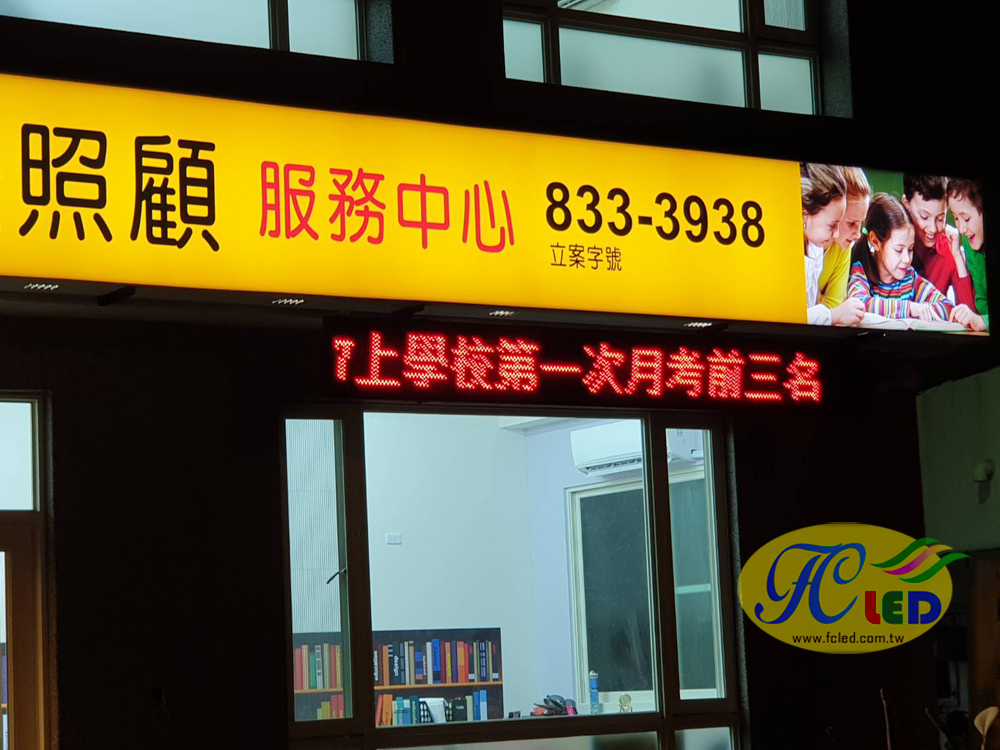 照顧 服務中心 833-3938
立案字號
7上學校第一次月考前三名
FC LED
www.fcled.com.tw